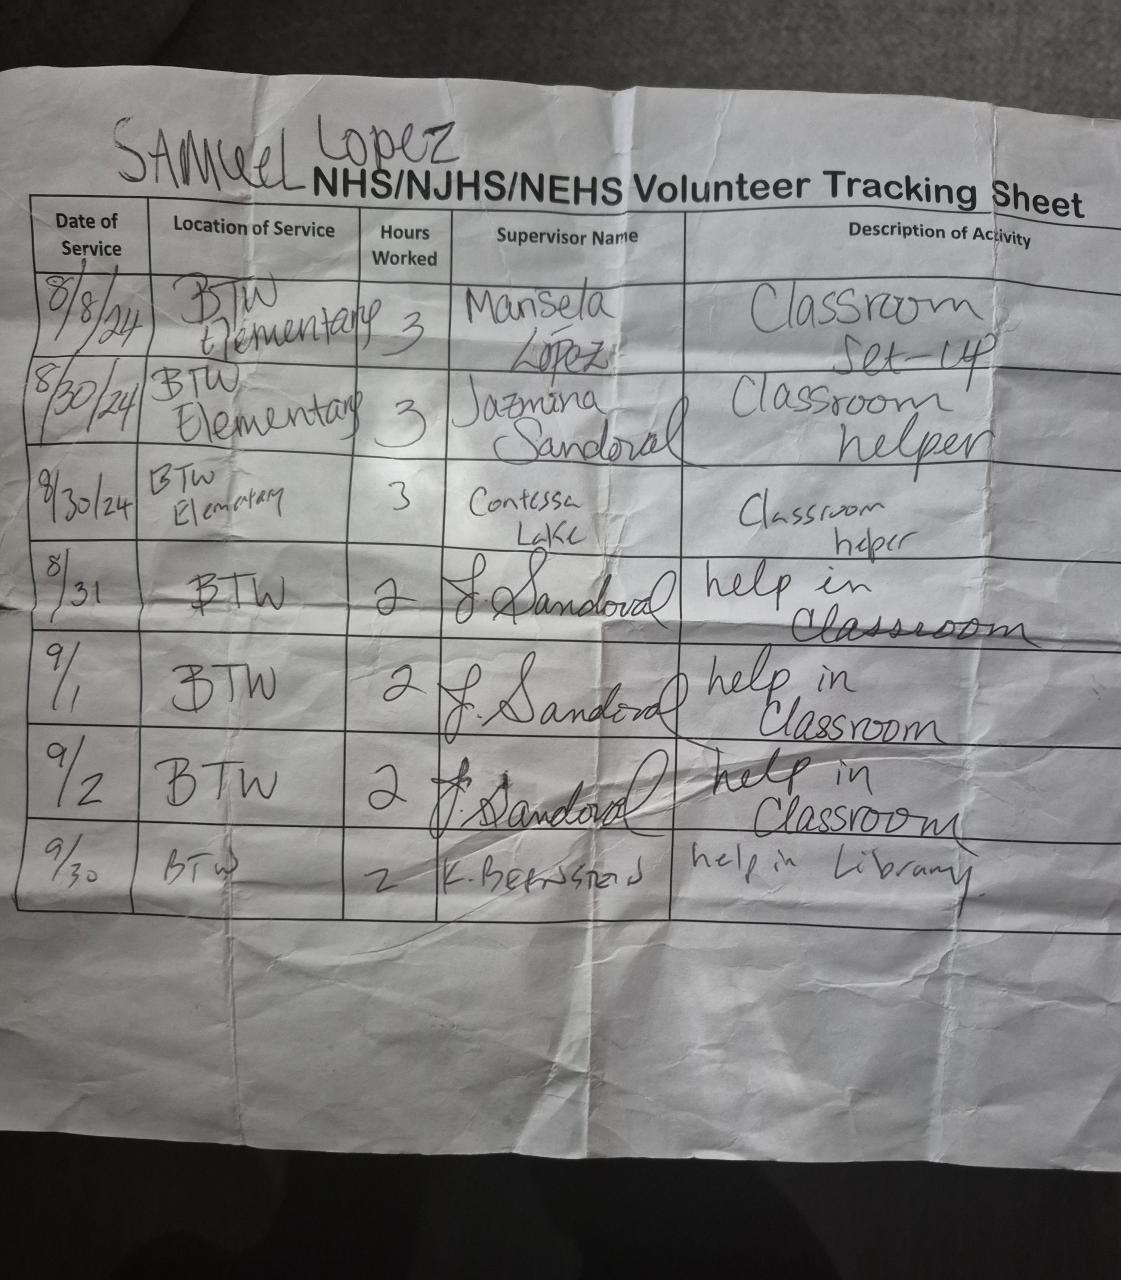 SAMUEL Lopez
NHS/NJHS/NEHS Volunteer Tracking Sheet
Date of Service Location of Service Hours Worked Supervisor Name Description of Activity
8/8/24 BTW Elementary 3 Marisela López Classroom Set-up
8/30/24 BTW Elementary 3 Jazmina Sandoval Classroom helper
8/30/24 BTW Elementary 3 Contessa Lake Classroom helper
8/31 BTW 2 J. Sandoval help in Classroom
9/1 BTW 2 J. Sandoval help in Classroom
9/2 BTW 2 J. Sandoval help in Classroom
9/30 BTW 2 K. help in Library